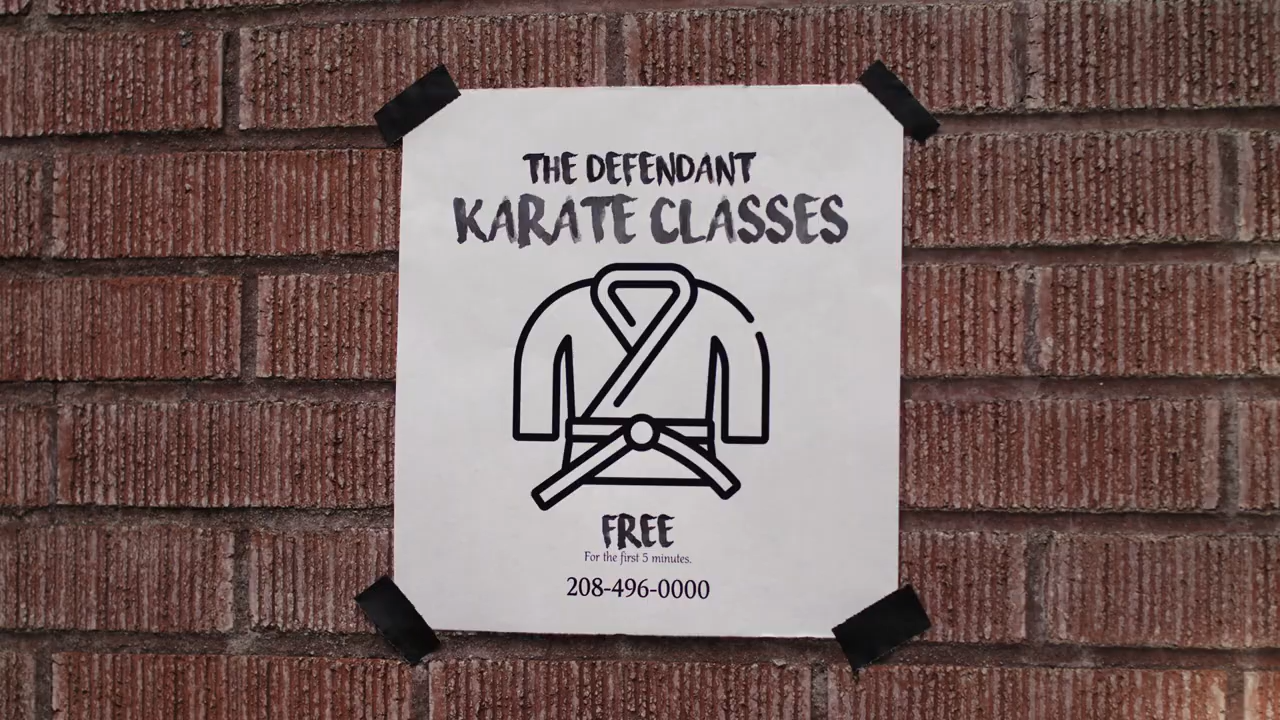 THE DEFENDANT
KARATE CLASSES
FREE
For the first 5 minutes.
208-496-0000